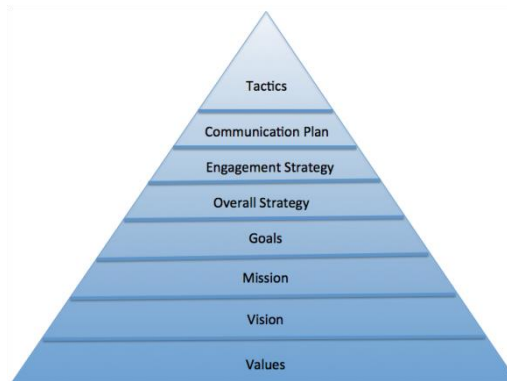 Tactics
Communication Plan
Engagement Strategy
Overall Strategy
Goals
Mission
Vision
Values